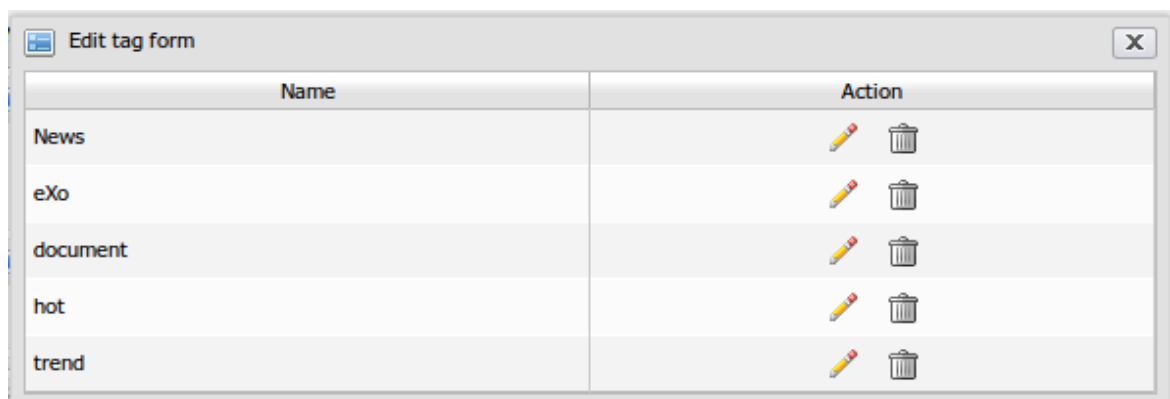 Edit tag form
X
Name Action
News
eXo
document
hot
trend